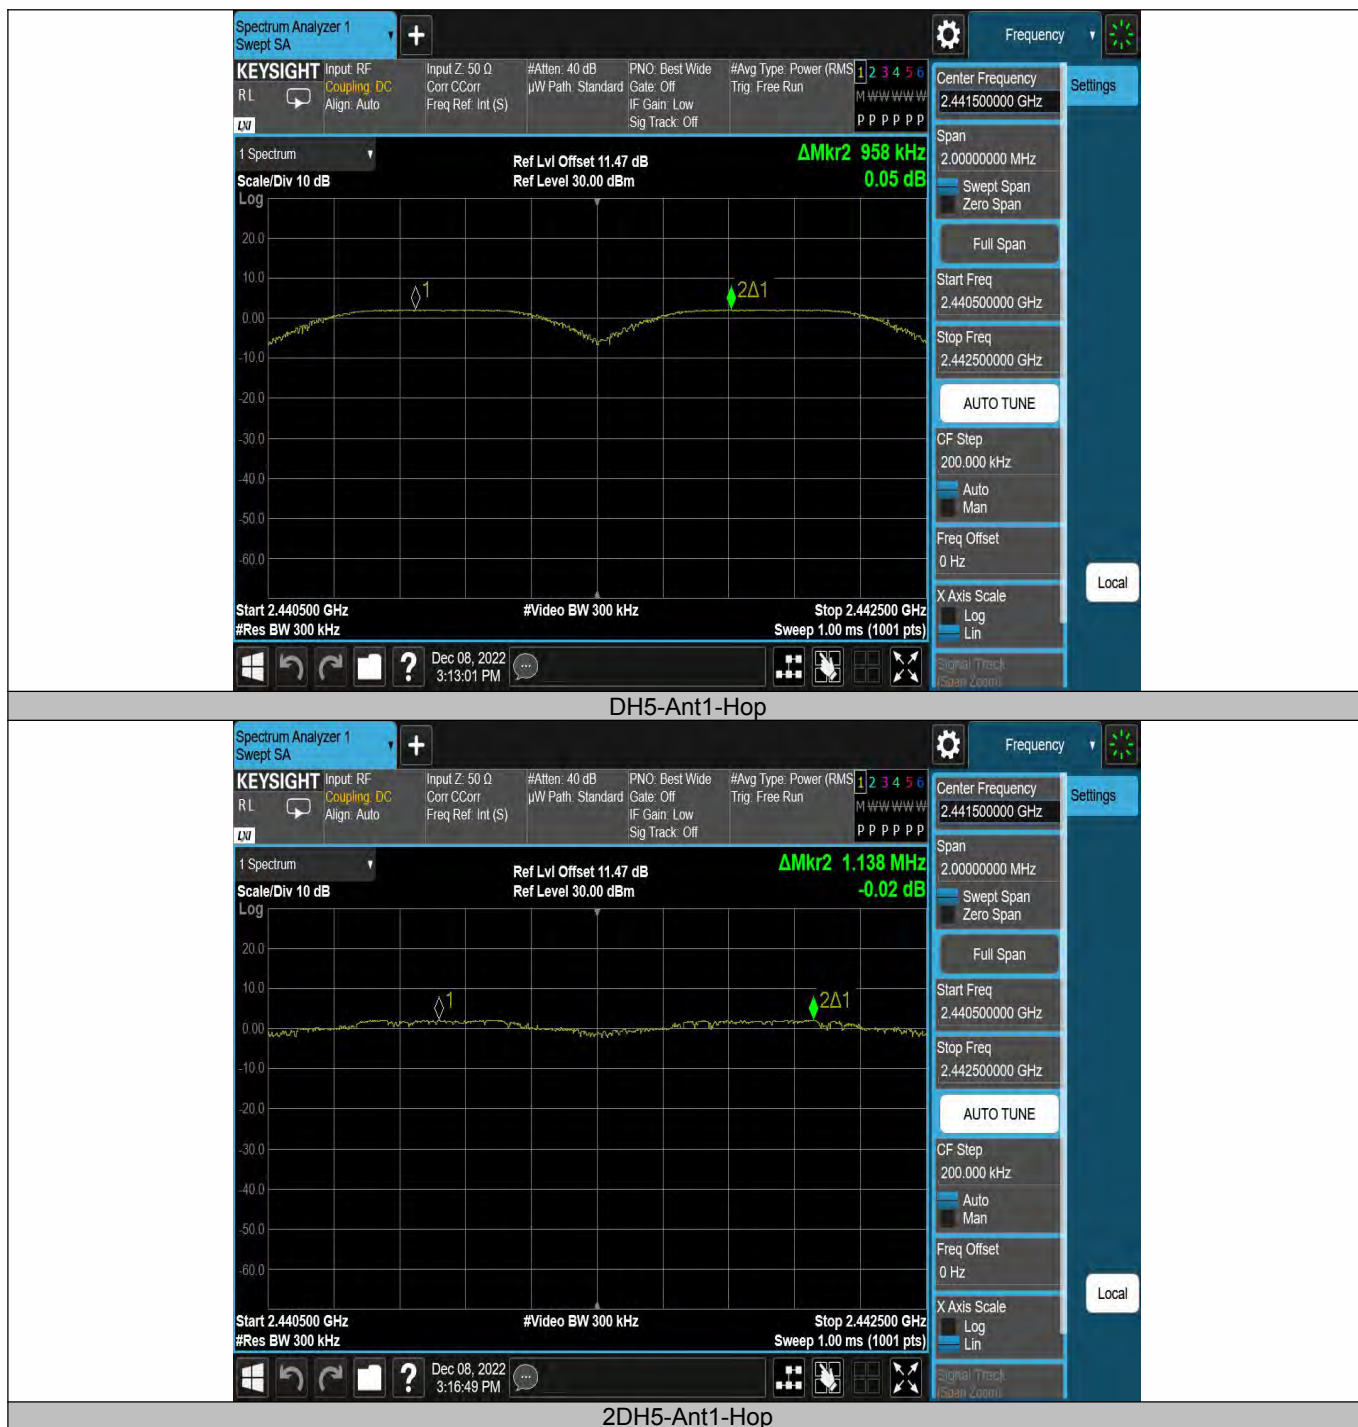 Spectrum Analyzer 1
Swept SA
Frequency
KEYSIGHT
RL
LXI
Input: RF
Coupling: DC
Align: Auto
Input Z: 50 Ω
Corr CCorr
Freq Ref: Int (S)
#Atten: 40 dB
µW Path: Standard
PNO: Best Wide
Gate: Off
IF Gain: Low
Sig Track: Off
#Avg Type: Power (RMS
Trig: Free Run
1 2 3 4 5 6
M W W W W W
P P P P P P
Center Frequency
2.441500000 GHz
Settings
1 Spectrum
Scale/Div 10 dB
Ref Lvl Offset 11.47 dB
Ref Level 30.00 dBm
ΔMkr2 958 kHz
0.05 dB
Span
2.00000000 MHz
Swept Span
Zero Span
Full Span
Start Freq
2.440500000 GHz
Stop Freq
2.442500000 GHz
AUTO TUNE
CF Step
200.000 kHz
Auto
Man
Freq Offset
0 Hz
X Axis Scale
Log
Lin
Signal Track
(Span Zoom)
Local
Log
20.0
10.0
0.00
-10.0
-20.0
-30.0
-40.0
-50.0
-60.0
1
2Δ1
Start 2.440500 GHz
#Res BW 300 kHz
#Video BW 300 kHz
Stop 2.442500 GHz
Sweep 1.00 ms (1001 pts)
?
Dec 08, 2022
3:13:01 PM
DH5-Ant1-Hop
Spectrum Analyzer 1
Swept SA
Frequency
KEYSIGHT
RL
LXI
Input: RF
Coupling: DC
Align: Auto
Input Z: 50 Ω
Corr CCorr
Freq Ref: Int (S)
#Atten: 40 dB
µW Path: Standard
PNO: Best Wide
Gate: Off
IF Gain: Low
Sig Track: Off
#Avg Type: Power (RMS
Trig: Free Run
1 2 3 4 5 6
M W W W W W
P P P P P P
Center Frequency
2.441500000 GHz
Settings
1 Spectrum
Scale/Div 10 dB
Ref Lvl Offset 11.47 dB
Ref Level 30.00 dBm
ΔMkr2 1.138 MHz
-0.02 dB
Span
2.00000000 MHz
Swept Span
Zero Span
Full Span
Start Freq
2.440500000 GHz
Stop Freq
2.442500000 GHz
AUTO TUNE
CF Step
200.000 kHz
Auto
Man
Freq Offset
0 Hz
X Axis Scale
Log
Lin
Signal Track
(Span Zoom)
Local
Log
20.0
10.0
0.00
-10.0
-20.0
-30.0
-40.0
-50.0
-60.0
1
2Δ1
Start 2.440500 GHz
#Res BW 300 kHz
#Video BW 300 kHz
Stop 2.442500 GHz
Sweep 1.00 ms (1001 pts)
?
Dec 08, 2022
3:16:49 PM
2DH5-Ant1-Hop